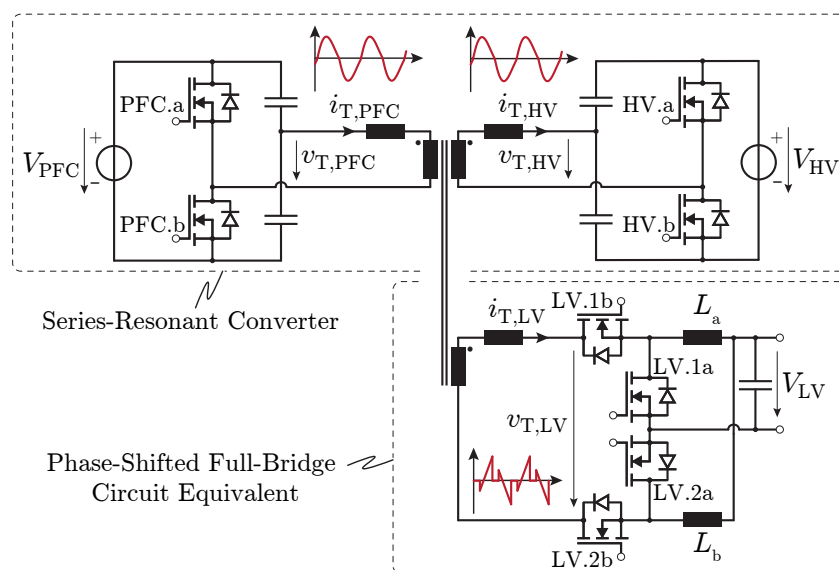 PFC.a
i_T,PFC
i_T,HV
HV.a
V_PFC
+
-
v_T,PFC
v_T,HV
+
-
V_HV
PFC.b
HV.b
Series-Resonant Converter
i_T,LV
LV.1b
L_a
LV.1a
V_LV
v_T,LV
Phase-Shifted Full-Bridge
Circuit Equivalent
LV.2a
LV.2b
L_b